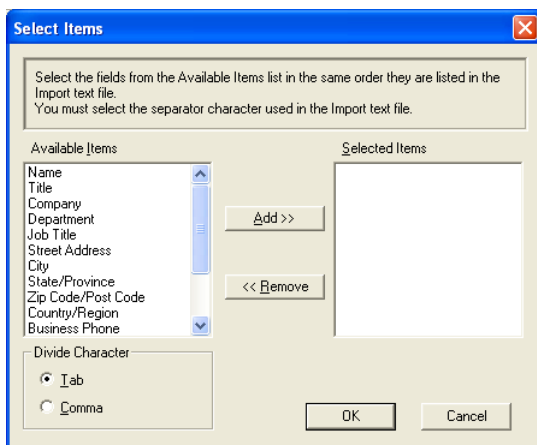 Select Items
Select the fields from the Available Items list in the same order they are listed in the
Import text file.
You must select the separator character used in the Import text file.
Available Items
Selected Items
Name
Title
Company
Department
Job Title
Street Address
City
State/Province
Zip Code/Post Code
Country/Region
Business Phone
Add >>
<< Remove
Divide Character
Tab
Comma
OK
Cancel